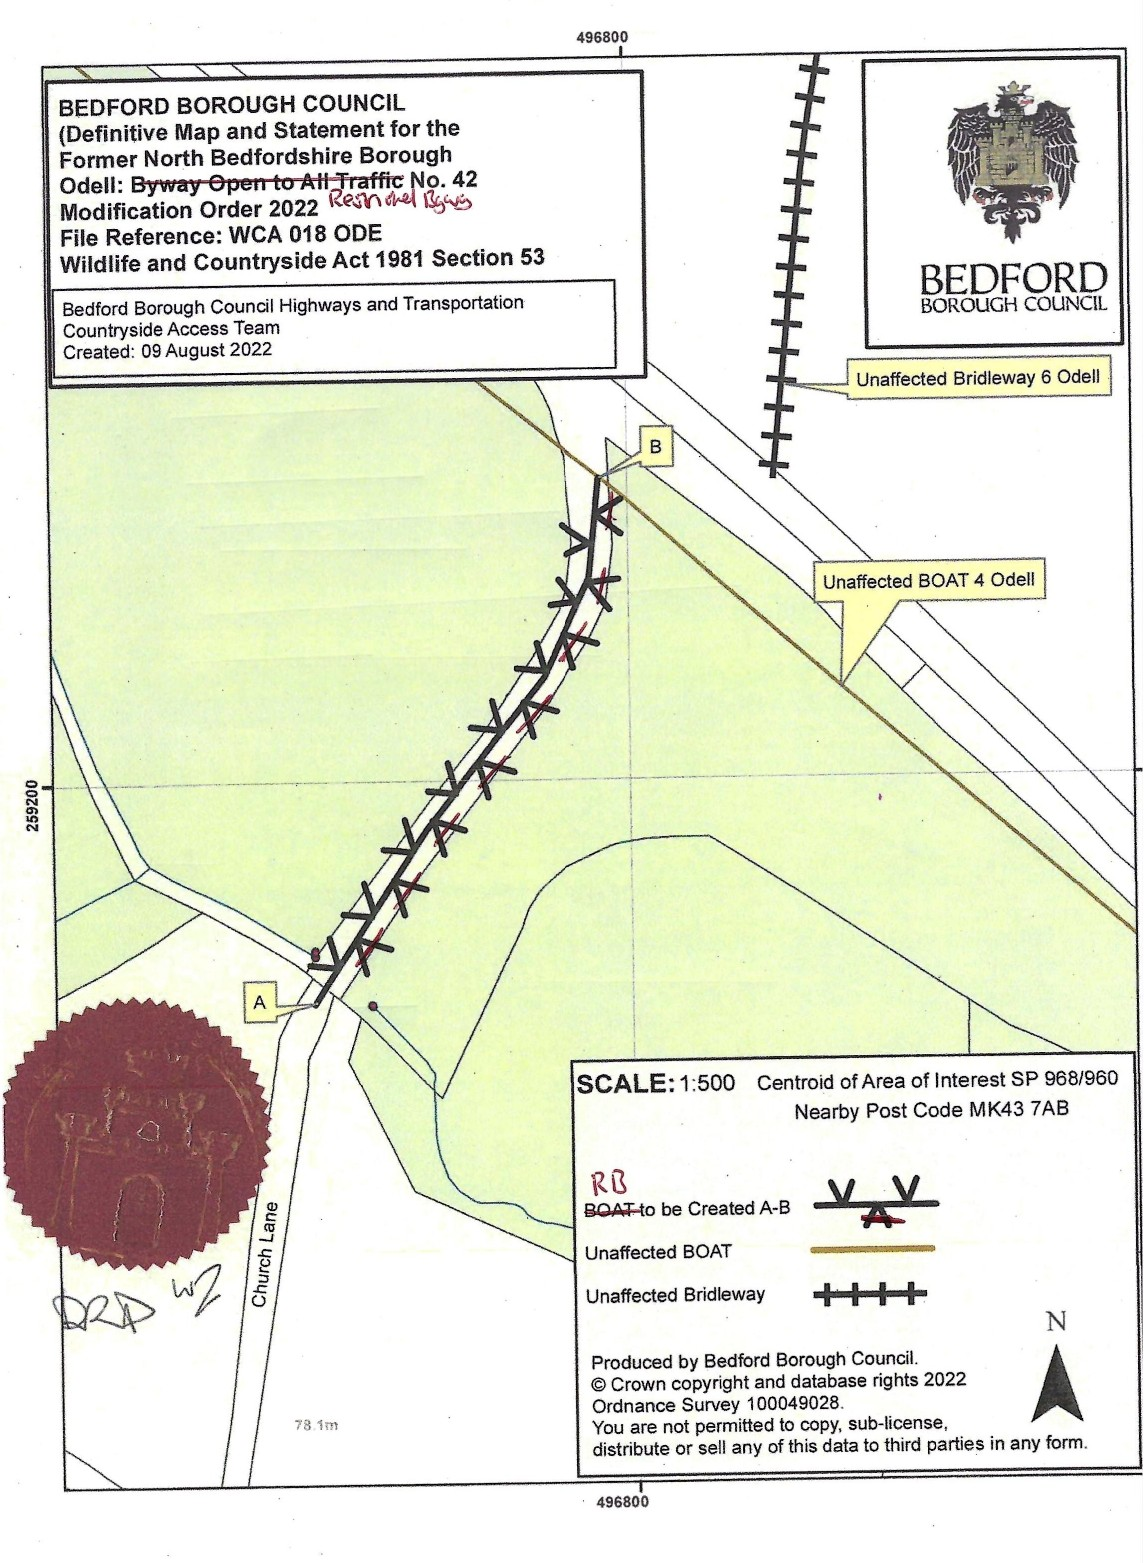 496800
BEDFORD BOROUGH COUNCIL
(Definitive Map and Statement for the
Former North Bedfordshire Borough
Odell: Byway Open to All Traffic No. 42
Modification Order 2022 Restricted Byway
File Reference: WCA 018 ODE
Wildlife and Countryside Act 1981 Section 53
Bedford Borough Council Highways and Transportation
Countryside Access Team
Created: 09 August 2022
BEDFORD
BOROUGH COUNCIL
Unaffected Bridleway 6 Odell
B
Unaffected BOAT 4 Odell
259200
A
SCALE: 1:500 Centroid of Area of Interest SP 968/960
Nearby Post Code MK43 7AB
RB
BOAT to be Created A-B
Unaffected BOAT
Unaffected Bridleway
N
Church Lane
78.1m
Produced by Bedford Borough Council.
© Crown copyright and database rights 2022
Ordnance Survey 100049028.
You are not permitted to copy, sub-license,
distribute or sell any of this data to third parties in any form.
496800